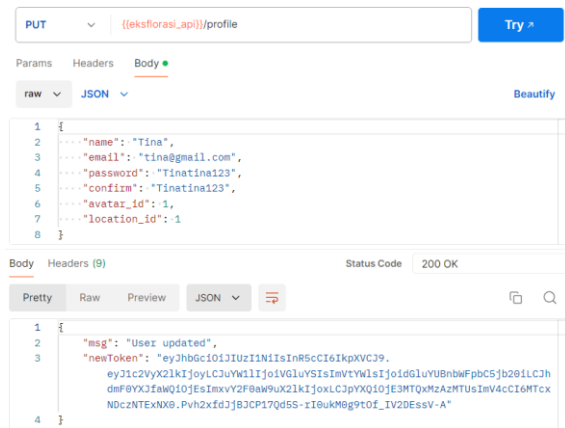 PUT {{eksflorasi_api}}/profile Try ↗
Params Headers Body
raw JSON Beautify
1 {
2 "name": "Tina",
3 "email": "tina@gmail.com",
4 "password": "Tinatina123",
5 "confirm": "Tinatina123",
6 "avatar_id": 1,
7 "location_id": 1
8 }
Body Headers (9) Status Code 200 OK
Pretty Raw Preview JSON
1 {
2 "msg": "User updated",
3 "newToken": "eyJhbGciOiJIUzI1NiIsInR5cCI6IkpXVCJ9.
eyJ1c2VyX2lkIjoyLCJuYW1lIjoiVGluYSIsImVtYWlsIjoidGluYUBnbWFpbC5jb20iLCJh
dmF0YXJfaWQiOjEsImxvY2F0aW9uX2lkIjoxLCJpYXQiOjE3MTQxMzAzMTUsImV4cCI6MTcx
NDczNTExNX0.Pvh2xfdJjBJCP17Qd5S-rI0ukM0g9tOf_IV2DEssV-A"
4 }